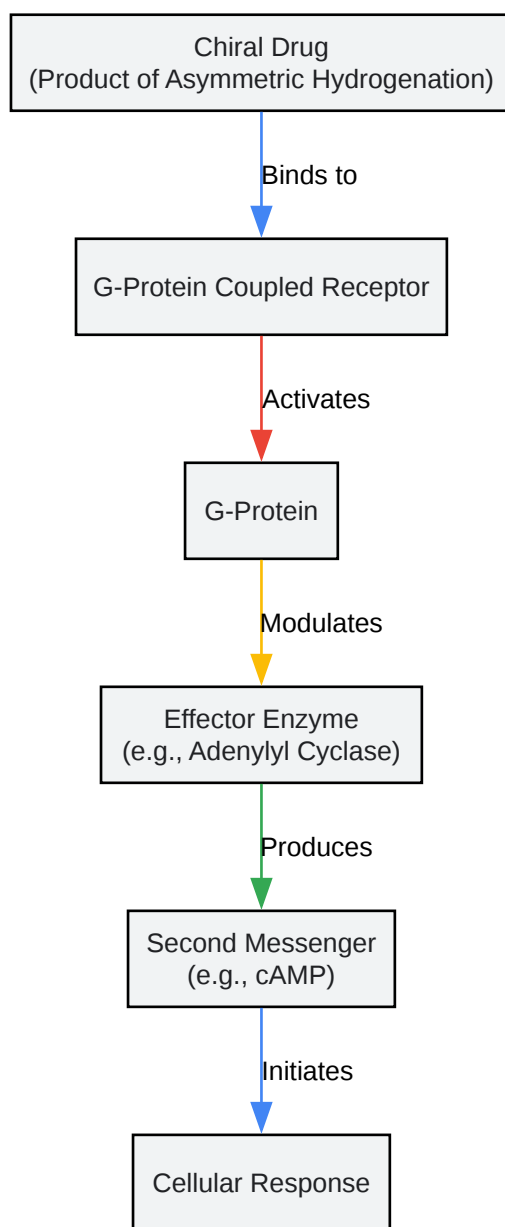 Chiral Drug
(Product of Asymmetric Hydrogenation)
Binds to
G-Protein Coupled Receptor
Activates
G-Protein
Modulates
Effector Enzyme
(e.g., Adenylyl Cyclase)
Produces
Second Messenger
(e.g., cAMP)
Initiates
Cellular Response